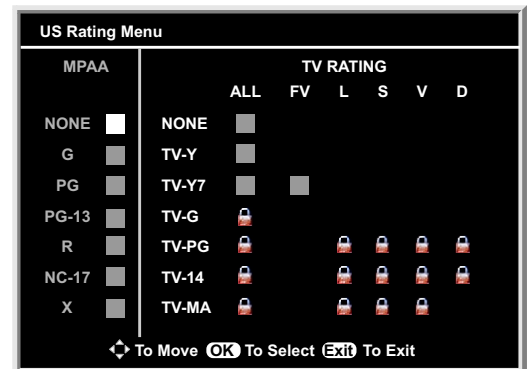 US Rating Menu
MPAA TV RATING
ALL FV L S V D
NONE NONE
G TV-Y
PG TV-Y7
PG-13 TV-G
R TV-PG
NC-17 TV-14
X TV-MA
To Move OK To Select Exit To Exit